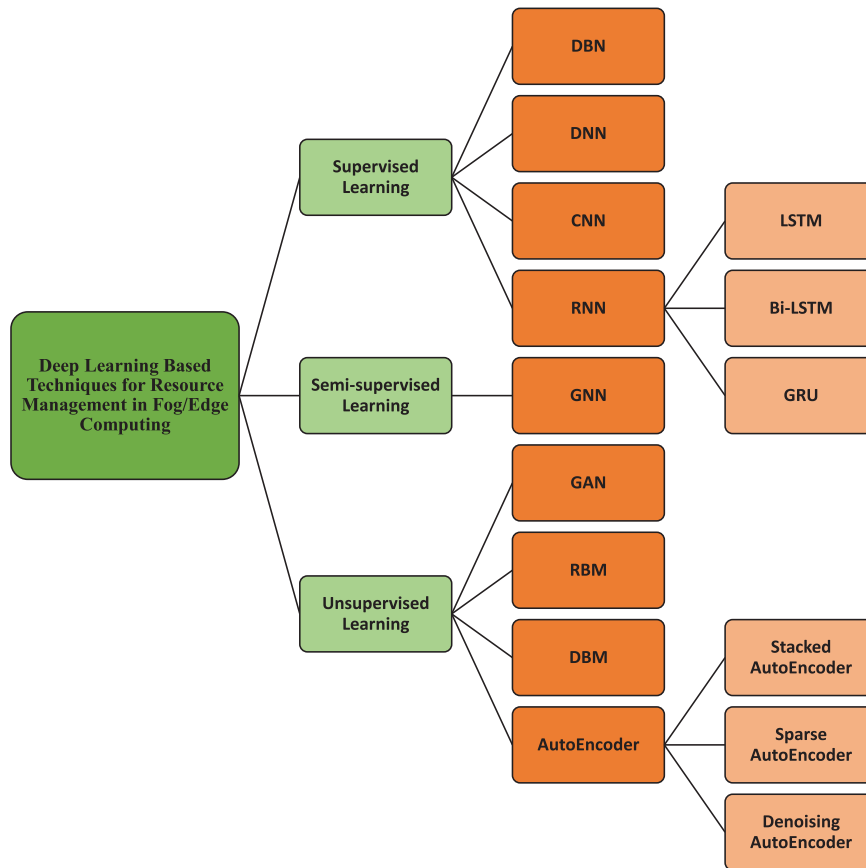 Deep Learning Based
Techniques for Resource
Management in Fog/Edge
Computing
Supervised
Learning
DBN
DNN
CNN
RNN
LSTM
Bi-LSTM
GRU
Semi-supervised
Learning
GNN
Unsupervised
Learning
GAN
RBM
DBM
AutoEncoder
Stacked
AutoEncoder
Sparse
AutoEncoder
Denoising
AutoEncoder